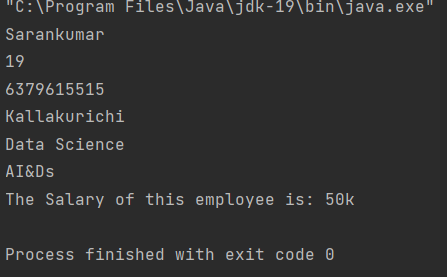 "C:\Program Files\Java\jdk-19\bin\java.exe"
Sarankumar
19
6379615515
Kallakurichi
Data Science
AI&Ds
The Salary of this employee is: 50k
Process finished with exit code 0